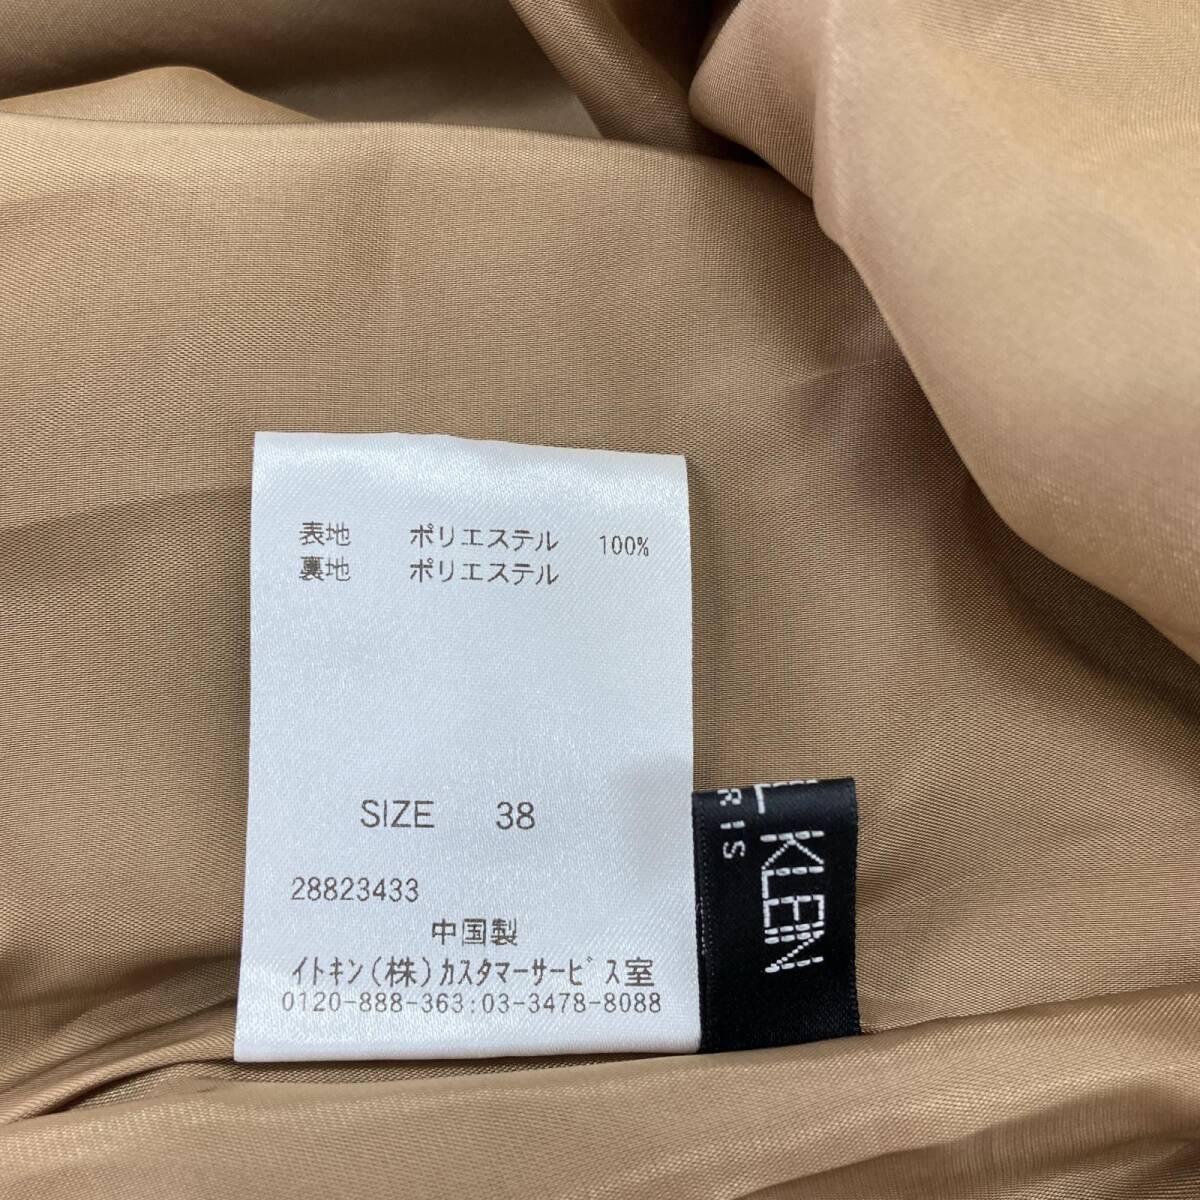 表地 ポリエステル 100%
裏地 ポリエステル
SIZE 38
28823433
中国製
イトキン(株)カスタマーサービス室
0120-888-363:03-3478-8088
KLEIN